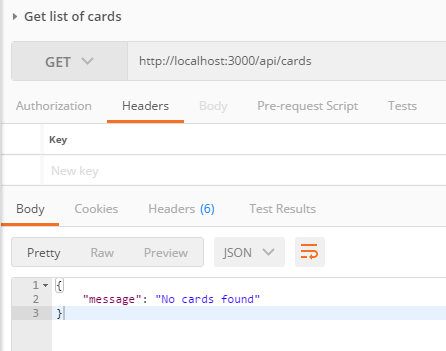 Get list of cards
GET http://localhost:3000/api/cards
Authorization Headers Body Pre-request Script Tests
Key
New key
Body Cookies Headers (6) Test Results
Pretty Raw Preview JSON
1 {
2 "message": "No cards found"
3 }